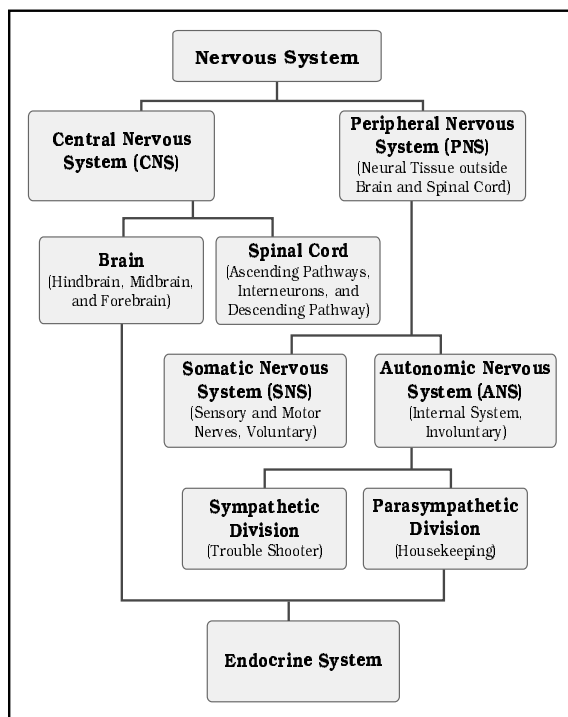 Nervous System
Central Nervous
System (CNS)
Peripheral Nervous
System (PNS)
(Neural Tissue outside
Brain and Spinal Cord)
Brain
(Hindbrain, Midbrain,
and Forebrain)
Spinal Cord
(Ascending Pathways,
Interneurons, and
Descending Pathway)
Somatic Nervous
System (SNS)
(Sensory and Motor
Nerves, Voluntary)
Autonomic Nervous
System (ANS)
(Internal System,
Involuntary)
Sympathetic
Division
(Trouble Shooter)
Parasympathetic
Division
(Housekeeping)
Endocrine System